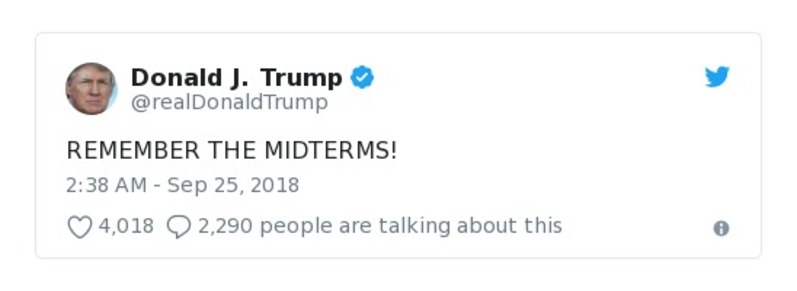 Donald J. Trump
@realDonaldTrump
REMEMBER THE MIDTERMS!
2:38 AM - Sep 25, 2018
4,018 2,290 people are talking about this